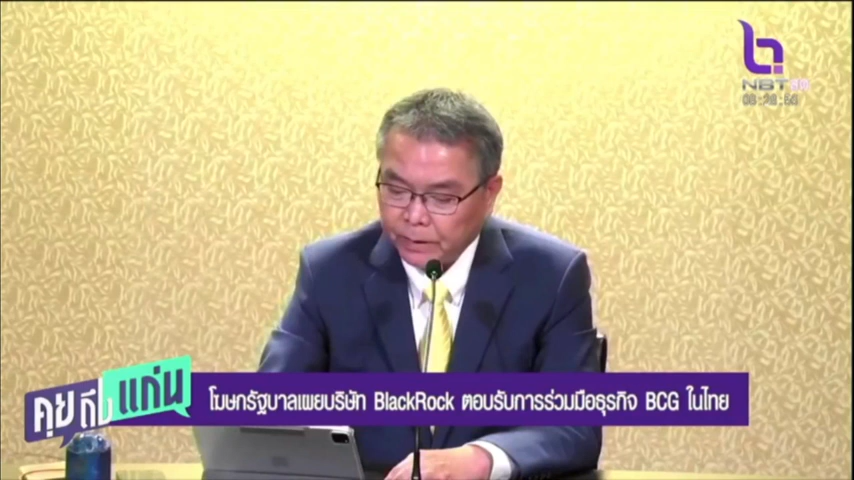 NBT HD
คุย ถึง แก่น
โฆษกรัฐบาลเผยบริษัท BlackRock ตอบรับการร่วมมือธุรกิจ BCG ในไทย